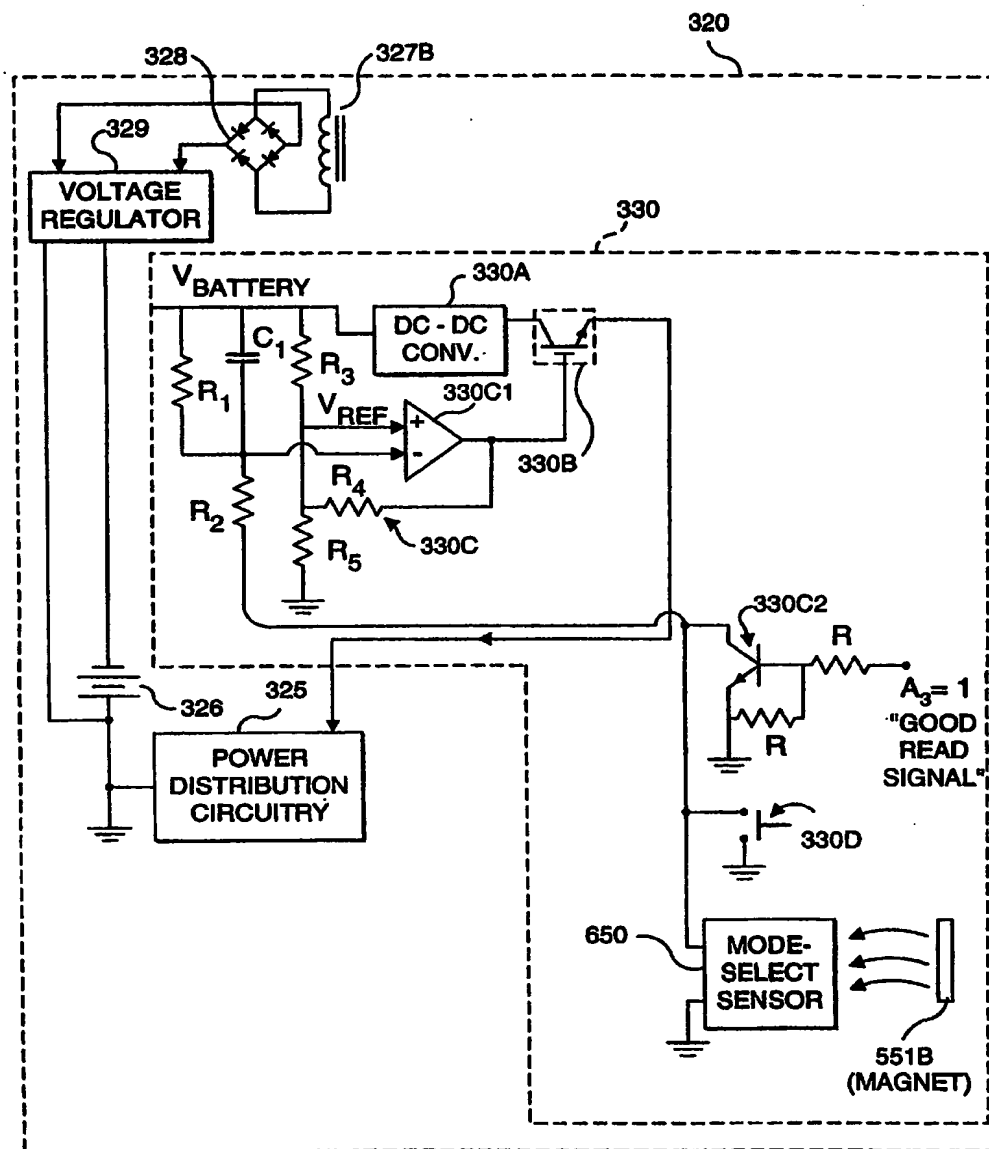 320
328
327B
329
VOLTAGE
REGULATOR
330
V BATTERY
330A
DC - DC
CONV.
C1
R3
R1
330C1
VREF
+
-
330B
R4
R2
330C
R5
330C2
R
A3 = 1
"GOOD
READ
SIGNAL"
R
326
325
POWER
DISTRIBUTION
CIRCUITRY
330D
650
MODE-
SELECT
SENSOR
551B
(MAGNET)